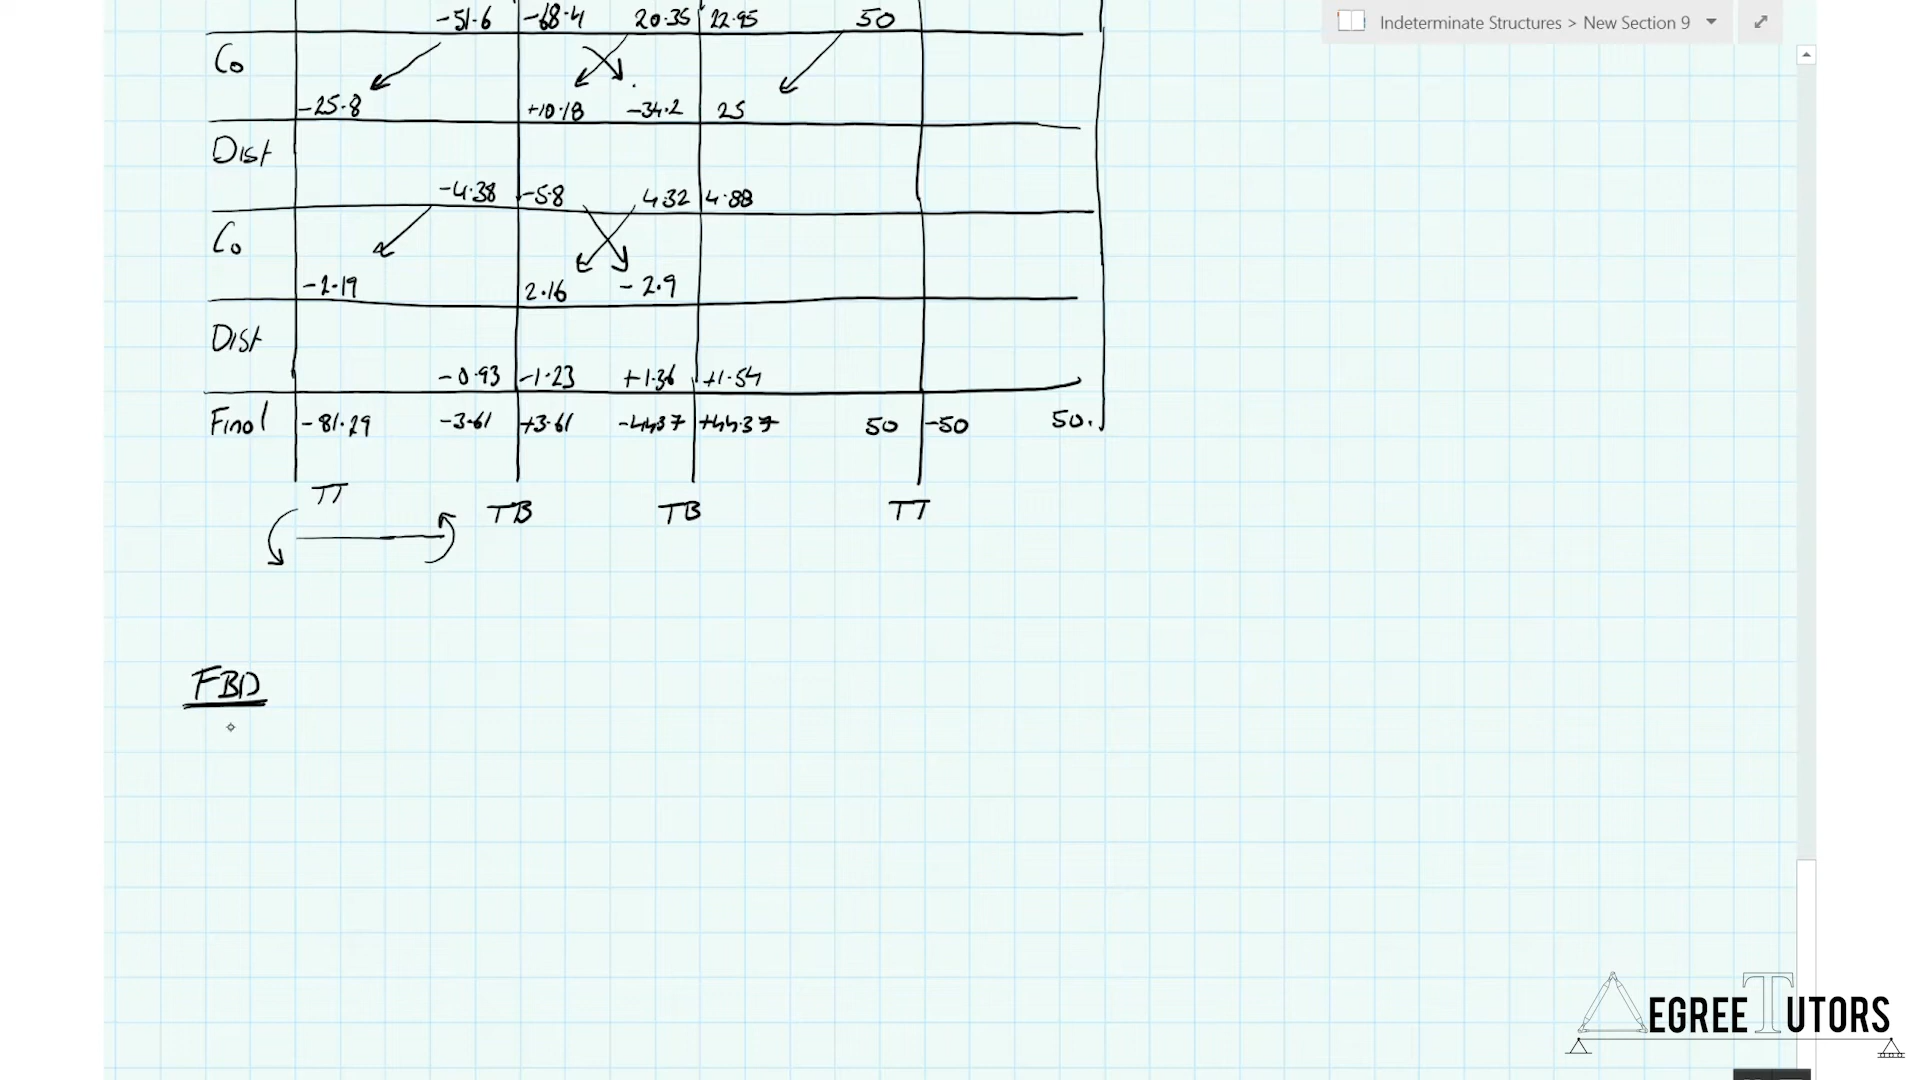 Indeterminate Structures > New Section 9
-51.6 -68.4 20.35 22.95 50
Co
-25.8 +10.18 -34.2 25
Dist
-4.38 -5.8 4.32 4.88
Co
-2.19 2.16 -2.9
Dist
-0.93 -1.23 +1.36 +1.54
Final -81.29 -3.61 +3.61 -44.37 +44.37 50 -50 50.
TT TB TB TT
FBD
DEGREE TUTORS